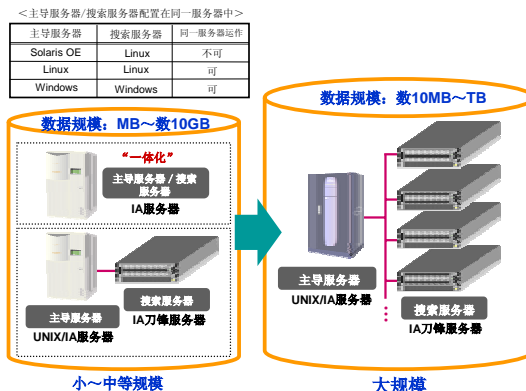 ＜主导服务器/搜索服务器配置在同一服务器中＞
主导服务器 搜索服务器 同一服务器运作
Solaris OE Linux 不可
Linux Linux 可
Windows Windows 可
数据规模：MB～数10GB
“一体化”
主导服务器 / 搜索
服务器
IA服务器
主导服务器
UNIX/IA服务器
搜索服务器
IA刀锋服务器
小～中等规模
数据规模：数10MB～TB
主导服务器
UNIX/IA服务器
搜索服务器
IA刀锋服务器
大规模